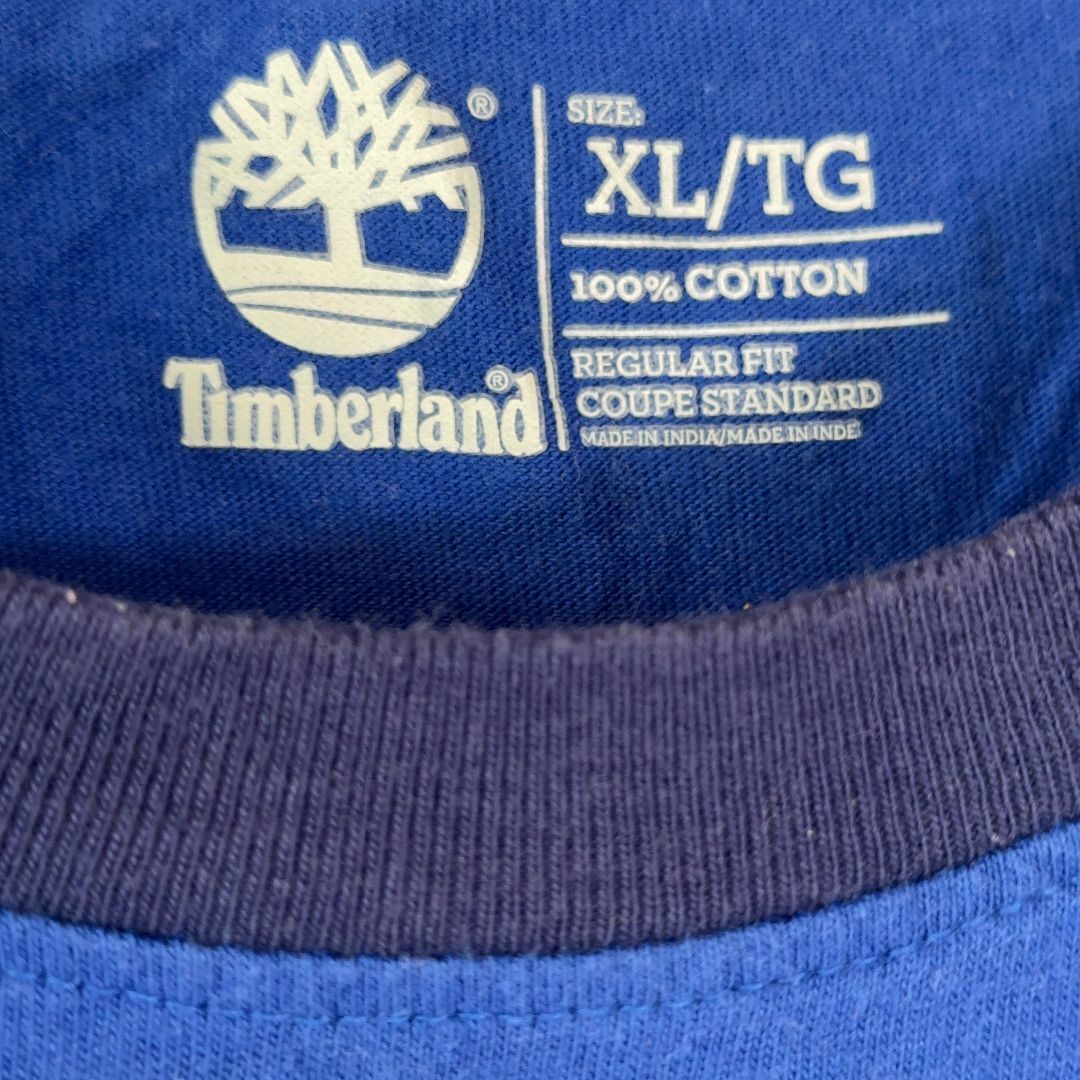 ®
Timberland®
SIZE:
XL/TG
100% COTTON
REGULAR FIT
COUPE STANDARD
MADE IN INDIA/MADE IN INDE